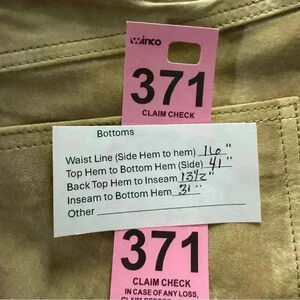 winco
371
CLAIM CHECK
Bottoms
Waist Line (Side Hem to hem) 16"
Top Hem to Bottom Hem (Side) 41"
Back Top Hem to Inseam 13½"
Inseam to Bottom Hem 31"
Other
371
CLAIM CHECK
IN CASE OF ANY LOSS,